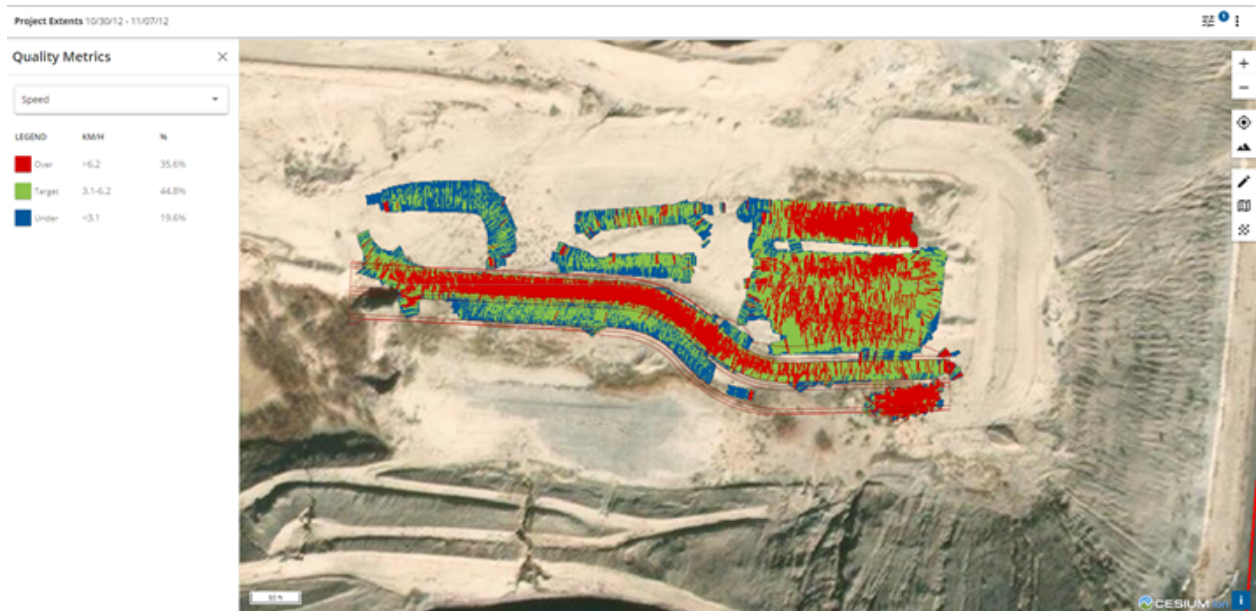 Project Extents 10/30/12 - 11/07/12
Quality Metrics
Speed
LEGEND KM/H %
Over >6.2 35.6%
Target 3.1-6.2 44.8%
Under <3.1 19.6%
CESIUM ion